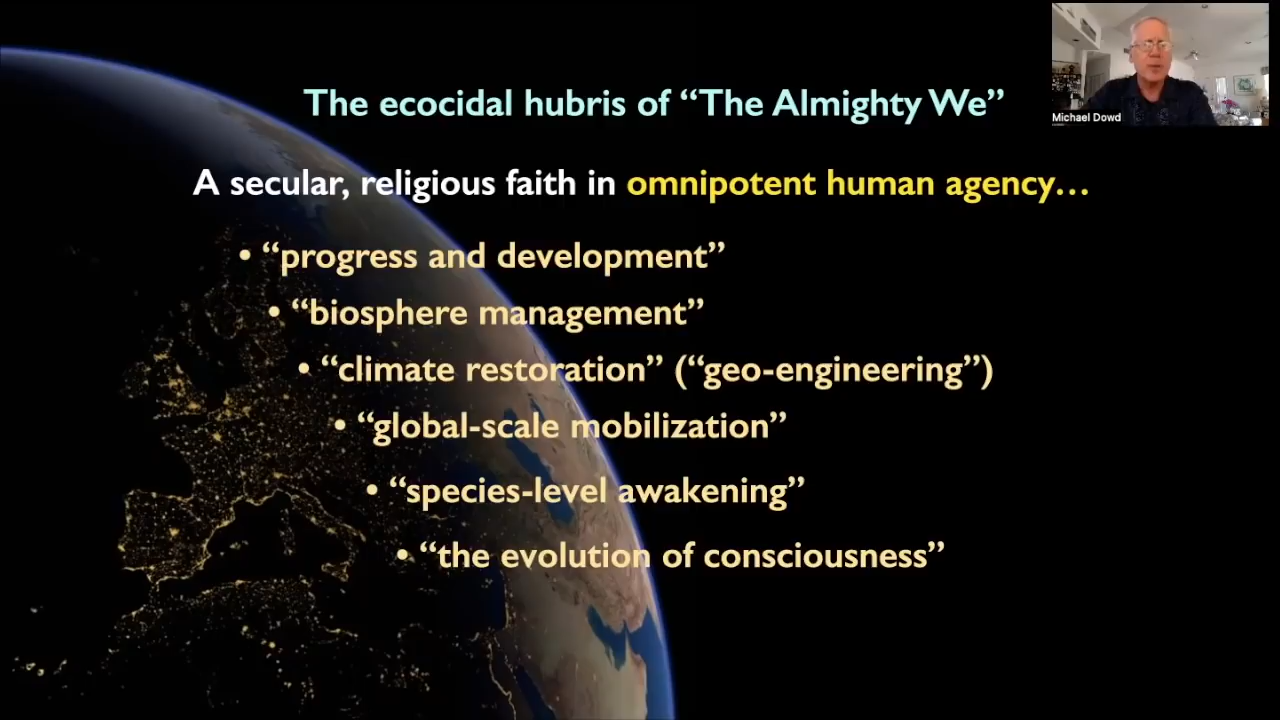 The ecocidal hubris of “The Almighty We”
Michael Dowd
A secular, religious faith in omnipotent human agency…
• “progress and development”
• “biosphere management”
• “climate restoration” (“geo-engineering”)
• “global-scale mobilization”
• “species-level awakening”
• “the evolution of consciousness”